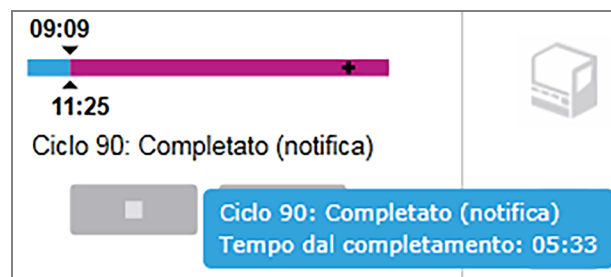 09:09
11:25
Ciclo 90: Completato (notifica)
Ciclo 90: Completato (notifica)
Tempo dal completamento: 05:33